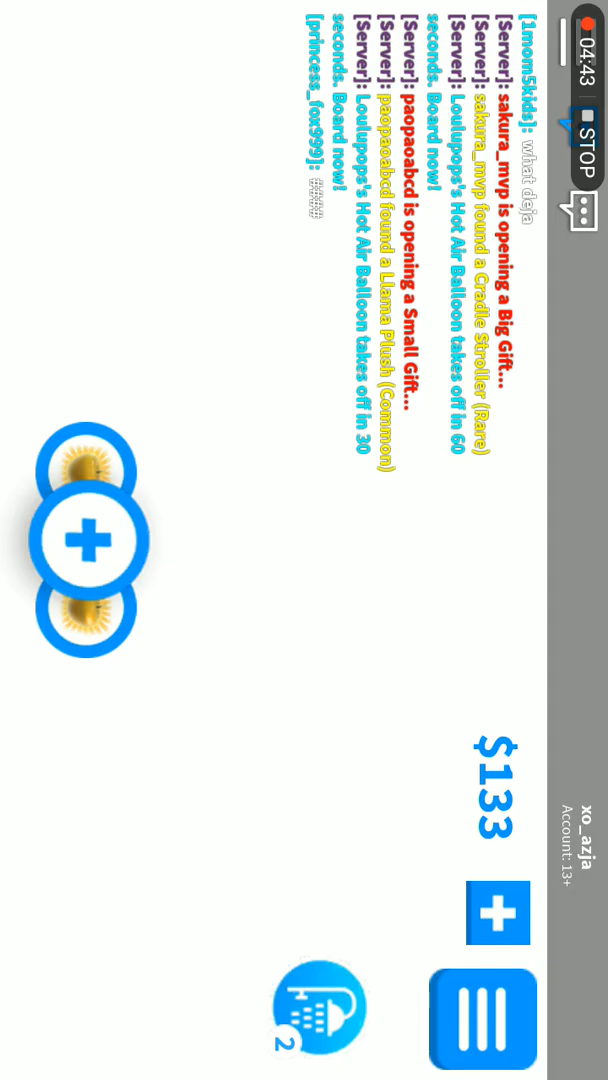 04:43 STOP
xo_azja
Account: 13+
[1mom5kids]: what deja
[Server]: sakura_mvp is opening a Big Gift...
[Server]: sakura_mvp found a Cradle Stroller (Rare)
[Server]: Loulupops's Hot Air Balloon takes off in 60
seconds. Board now!
[Server]: paopaoabcd is opening a Small Gift...
[Server]: paopaoabcd found a Llama Plush (Common)
[Server]: Loulupops's Hot Air Balloon takes off in 30
seconds. Board now!
[princess_fox999]: ####
$133
2